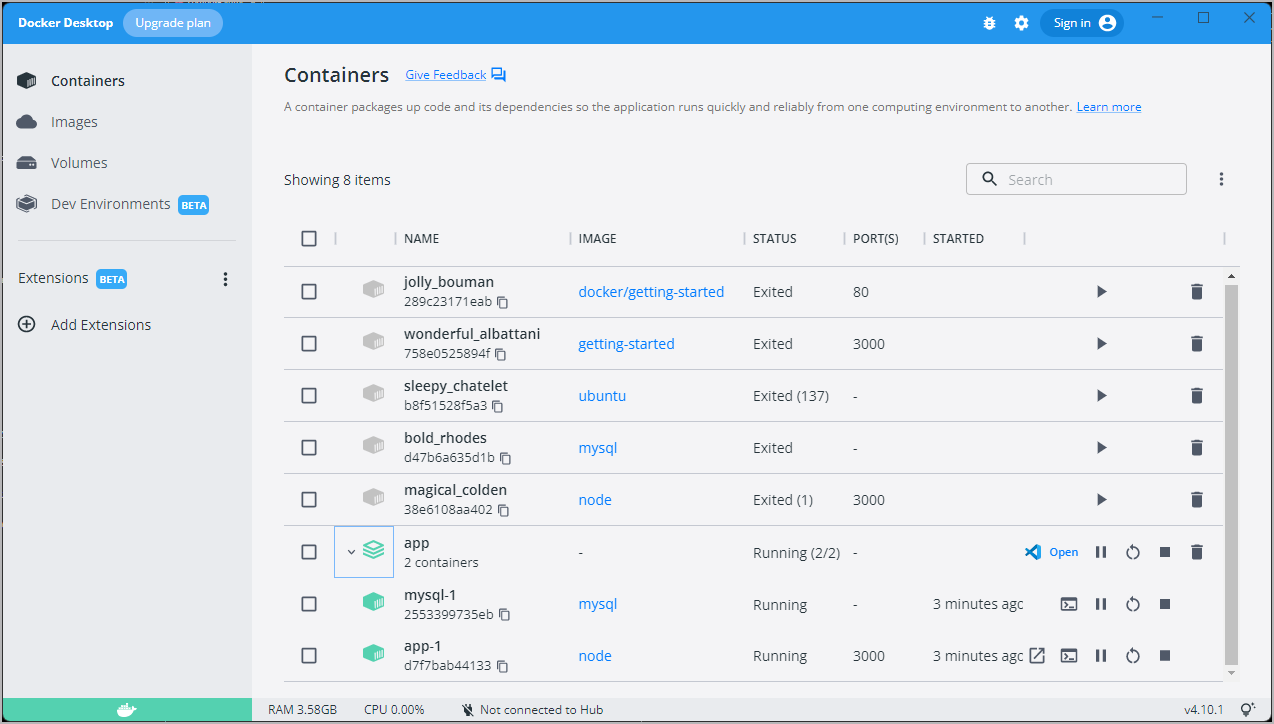 Docker Desktop Upgrade plan Sign in
Containers
Images
Volumes
Dev Environments BETA
Extensions BETA
Add Extensions
Containers Give Feedback
A container packages up code and its dependencies so the application runs quickly and reliably from one computing environment to another. Learn more
Showing 8 items Search
NAME IMAGE STATUS PORT(S) STARTED
jolly_bouman
289c23171eab docker/getting-started Exited 80
wonderful_albattani
758e0525894f getting-started Exited 3000
sleepy_chatelet
b8f51528f5a3 ubuntu Exited (137) -
bold_rhodes
d47b6a635d1b mysql Exited -
magical_colden
38e6108aa402 node Exited (1) 3000
app
2 containers - Running (2/2) - Open
mysql-1
2553399735eb mysql Running - 3 minutes ago
app-1
d7f7bab44133 node Running 3000 3 minutes ago
RAM 3.58GB CPU 0.00% Not connected to Hub v4.10.1